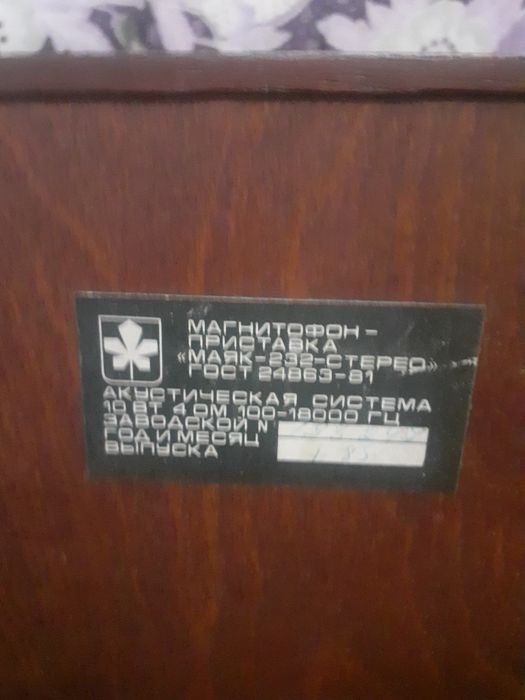 МАГНИТОФОН-
ПРИСТАВКА
«МАЯК-232-СТЕРЕО»
ГОСТ 24863-81
АКУСТИЧЕСКАЯ СИСТЕМА
10 ВТ 4 ОМ 100-18000 ГЦ
ЗАВОДСКОЙ N
ГОД И МЕСЯЦ
ВЫПУСКА